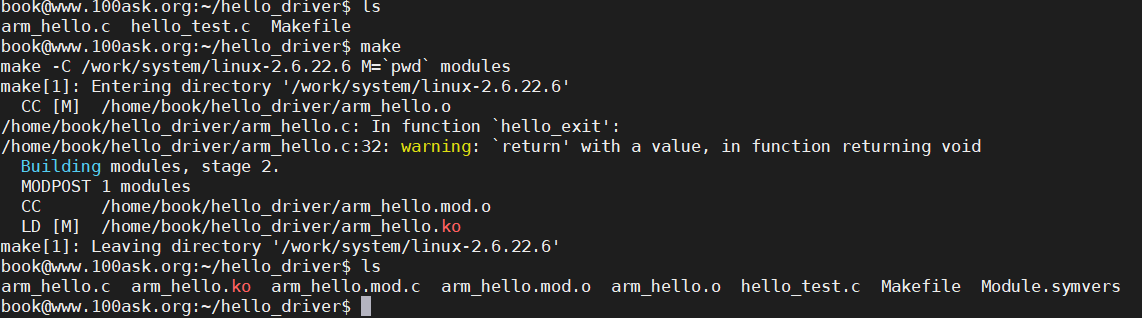 book@www.100ask.org:~/hello_driver$ ls
arm_hello.c  hello_test.c  Makefile
book@www.100ask.org:~/hello_driver$ make
make -C /work/system/linux-2.6.22.6 M=`pwd` modules
make[1]: Entering directory '/work/system/linux-2.6.22.6'
  CC [M]  /home/book/hello_driver/arm_hello.o
/home/book/hello_driver/arm_hello.c: In function `hello_exit':
/home/book/hello_driver/arm_hello.c:32: warning: `return' with a value, in function returning void
  Building modules, stage 2.
  MODPOST 1 modules
  CC      /home/book/hello_driver/arm_hello.mod.o
  LD [M]  /home/book/hello_driver/arm_hello.ko
make[1]: Leaving directory '/work/system/linux-2.6.22.6'
book@www.100ask.org:~/hello_driver$ ls
arm_hello.c  arm_hello.ko  arm_hello.mod.c  arm_hello.mod.o  arm_hello.o  hello_test.c  Makefile  Module.symvers
book@www.100ask.org:~/hello_driver$